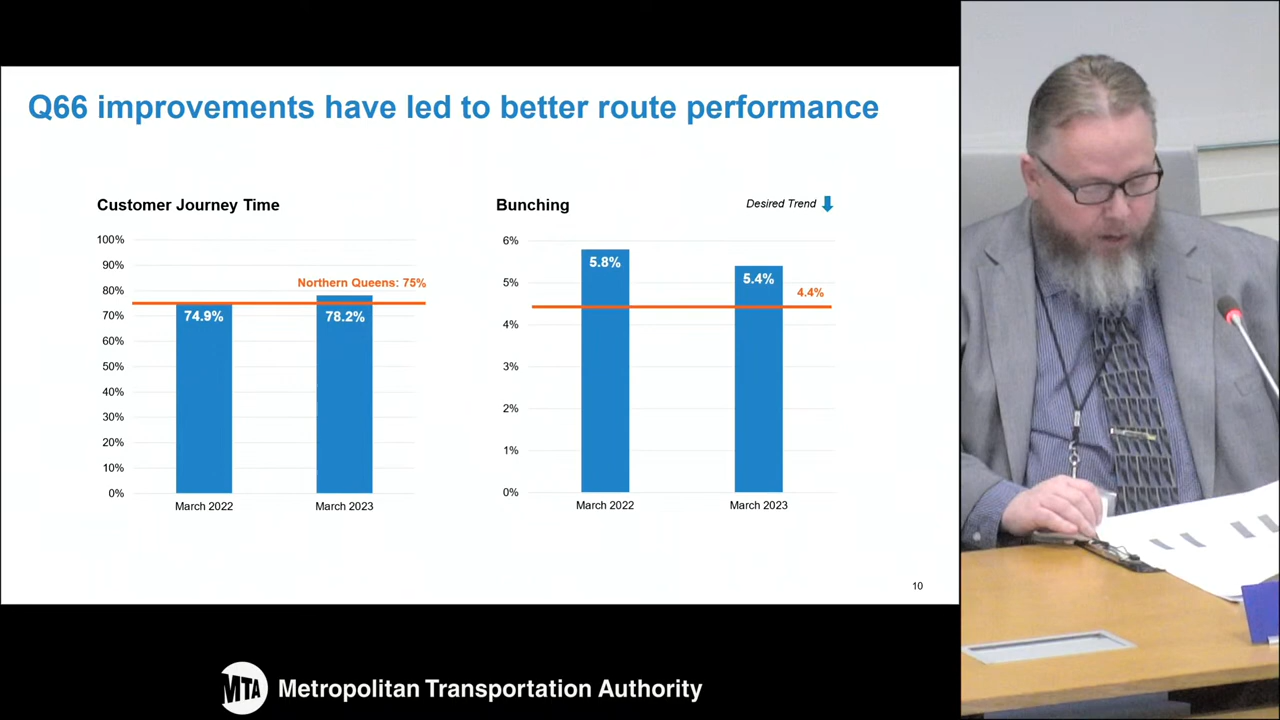 Q66 improvements have led to better route performance
Customer Journey Time
100%
90%
80%
70%
60%
50%
40%
30%
20%
10%
0%
Northern Queens: 75%
74.9%
78.2%
March 2022
March 2023
Bunching
Desired Trend
6%
5%
4%
3%
2%
1%
0%
5.8%
5.4%
4.4%
March 2022
March 2023
10
MTA
Metropolitan Transportation Authority